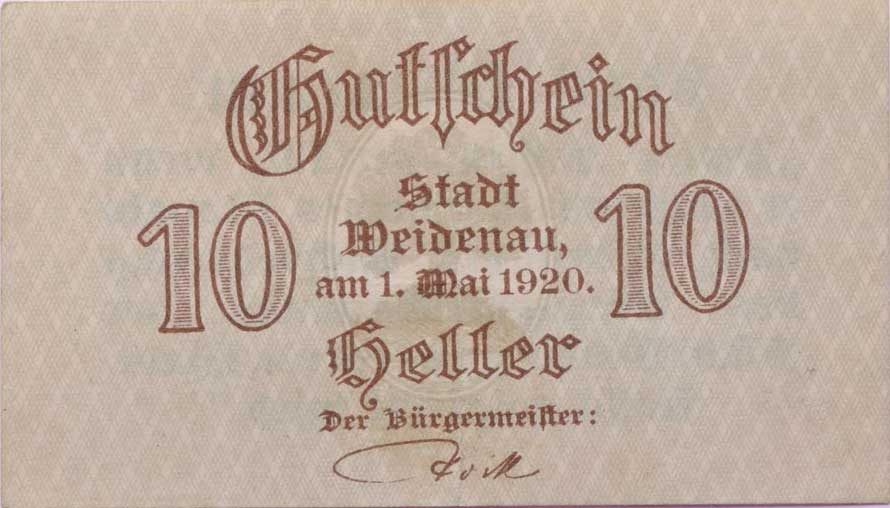 Gutſchein
Stadt
10 Weidenau, 10
am 1. Mai 1920.
Heller
Der Bürgermeiſter: